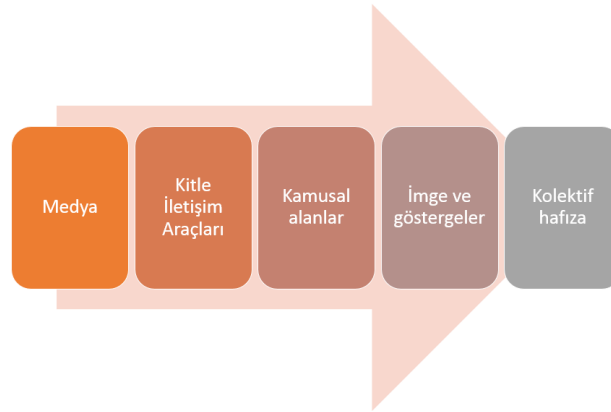 Medya
Kitle
İletişim
Araçları
Kamusal
alanlar
İmge ve
göstergeler
Kolektif
hafıza